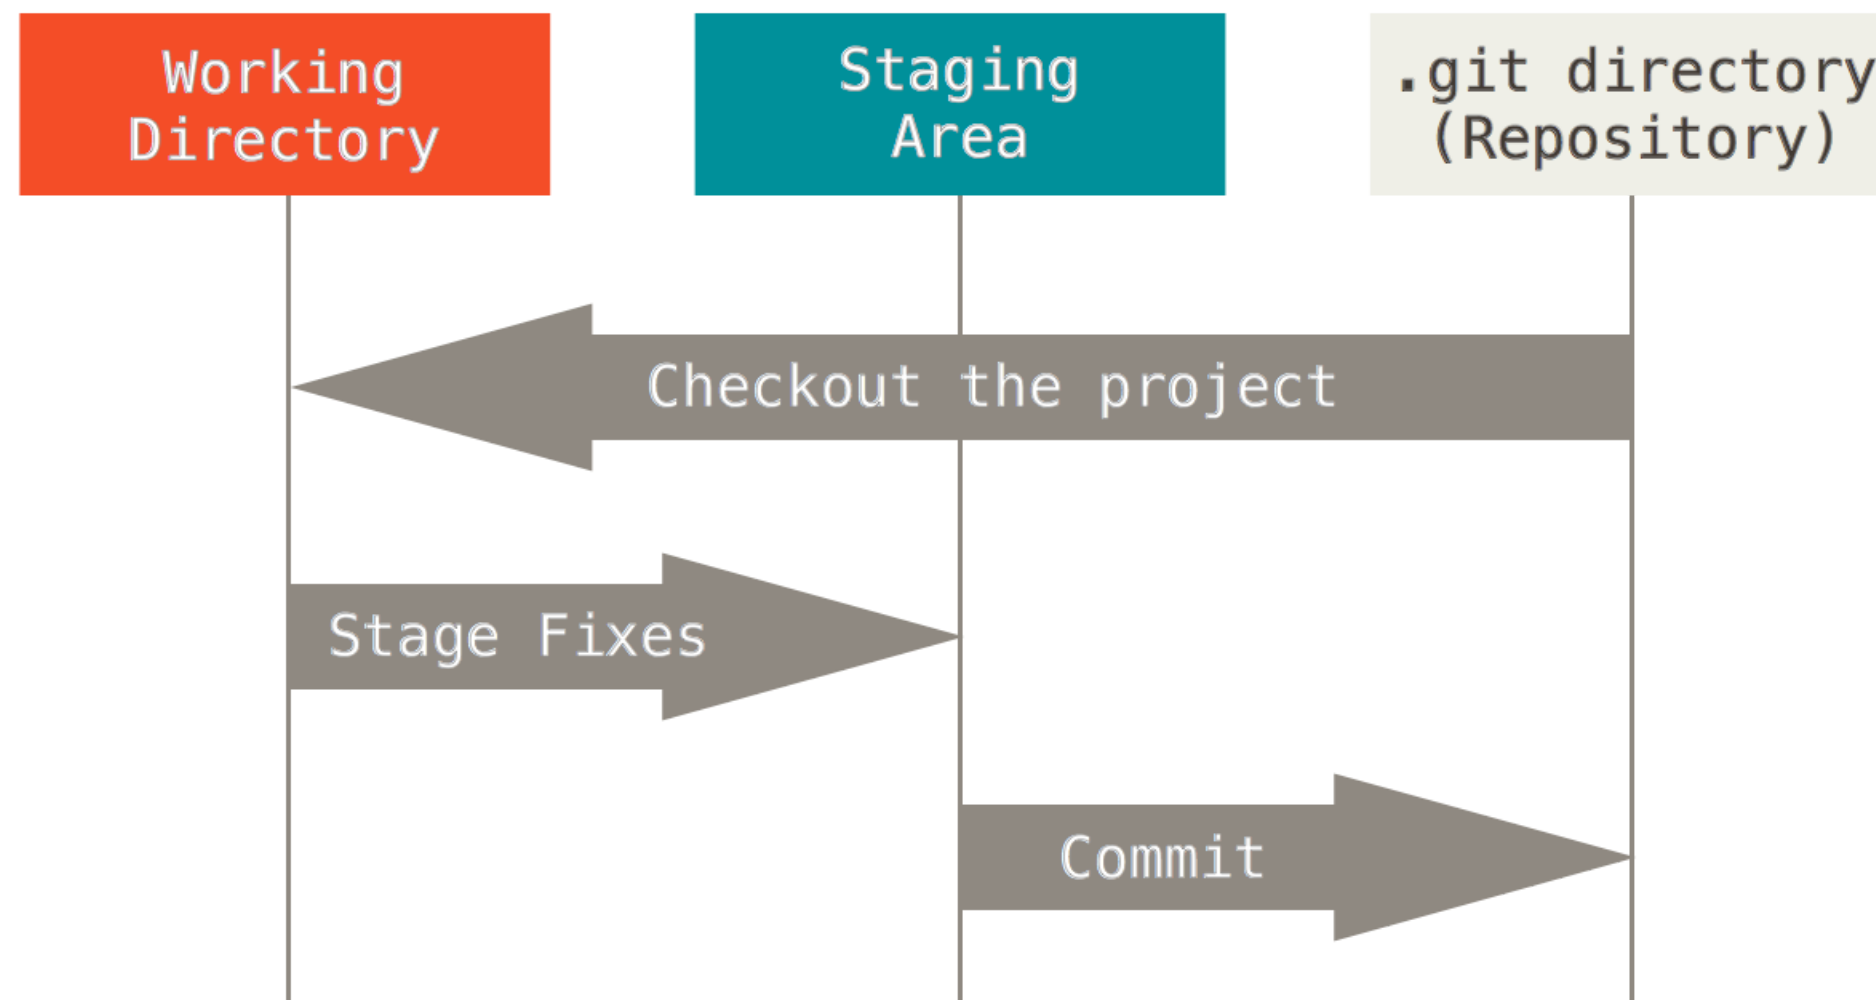 Working
Directory
Staging
Area
.git directory
(Repository)
Checkout the project
Stage Fixes
Commit